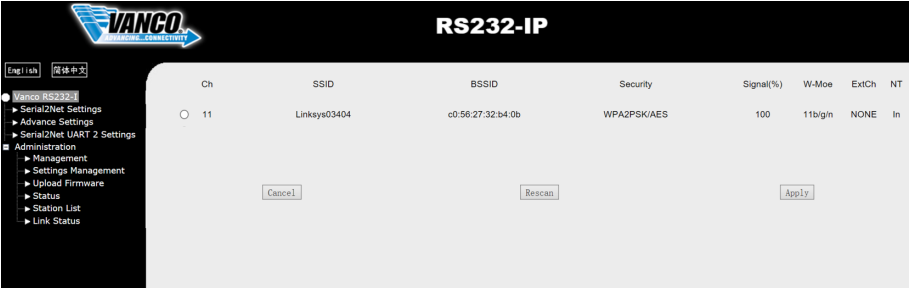 VANCO.
ADVANCING...CONNECTIVITY
RS232-IP
English 简体中文
Vanco RS232-I
Serial2Net Settings
Advance Settings
Serial2Net UART 2 Settings
Administration
Management
Settings Management
Upload Firmware
Status
Station List
Link Status
Ch SSID BSSID Security Signal(%) W-Moe ExtCh NT
11 Linksys03404 c0:56:27:32:b4:0b WPA2PSK/AES 100 11b/g/n NONE In
Cancel Rescan Apply